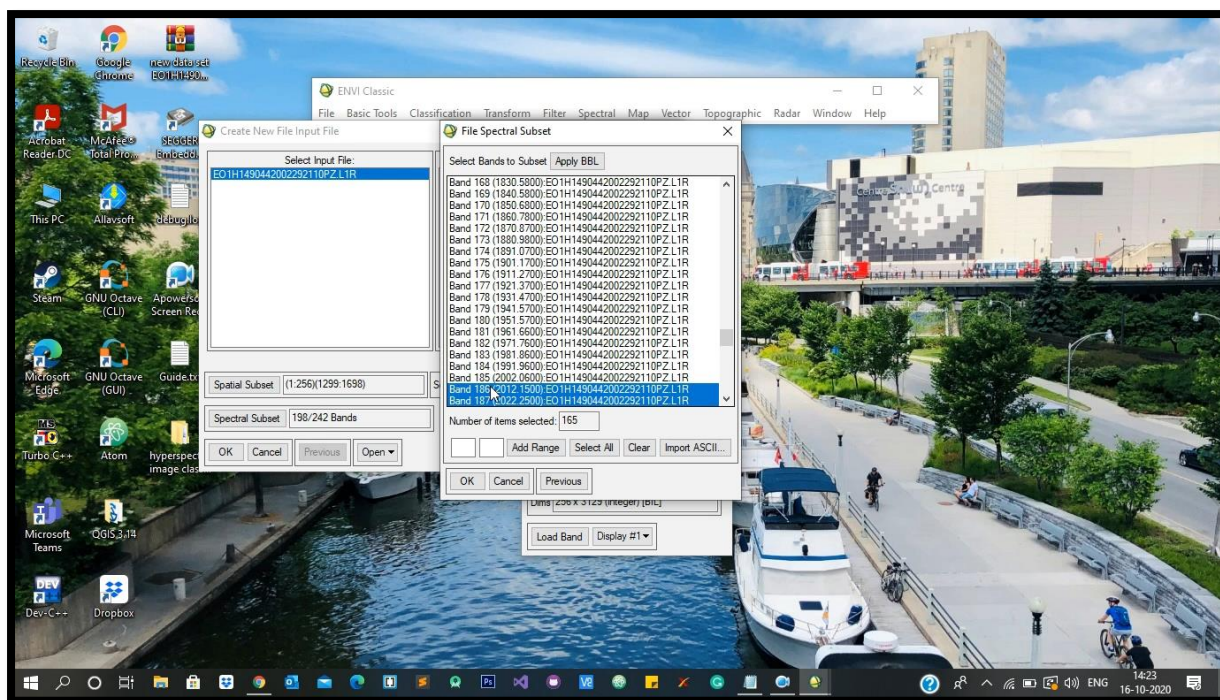 Recycle Bin
Google Chrome
new data set EO1H1490...
Acrobat Reader DC
McAfee® Total Pro...
SEGGER Embedd...
This PC
Allavsoft
Steam
GNU Octave (CLI)
Microsoft Edge
GNU Octave (GUI)
Turbo C++
Atom
Microsoft Teams
QGIS 3.14
Dev-C++
Dropbox
ENVI Classic
File Basic Tools Classification Transform Filter Spectral Map Vector Topographic Radar Window Help
Create New File Input File
Select Input File:
EO1H1490442002292110PZ.L1R
Spatial Subset (1:256)(1299:1698)
Spectral Subset 198/242 Bands
OK Cancel Previous Open
File Spectral Subset
Select Bands to Subset Apply BBL
Band 168 (1830.5800):EO1H1490442002292110PZ.L1R
Band 169 (1840.5800):EO1H1490442002292110PZ.L1R
Band 170 (1850.6800):EO1H1490442002292110PZ.L1R
Band 171 (1860.7800):EO1H1490442002292110PZ.L1R
Band 172 (1870.8700):EO1H1490442002292110PZ.L1R
Band 173 (1880.9800):EO1H1490442002292110PZ.L1R
Band 174 (1891.0700):EO1H1490442002292110PZ.L1R
Band 175 (1901.1700):EO1H1490442002292110PZ.L1R
Band 176 (1911.2700):EO1H1490442002292110PZ.L1R
Band 177 (1921.3700):EO1H1490442002292110PZ.L1R
Band 178 (1931.4700):EO1H1490442002292110PZ.L1R
Band 179 (1941.5700):EO1H1490442002292110PZ.L1R
Band 180 (1951.5700):EO1H1490442002292110PZ.L1R
Band 181 (1961.6600):EO1H1490442002292110PZ.L1R
Band 182 (1971.7600):EO1H1490442002292110PZ.L1R
Band 183 (1981.8600):EO1H1490442002292110PZ.L1R
Band 184 (1991.9600):EO1H1490442002292110PZ.L1R
Band 185 (2002.0600):EO1H1490442002292110PZ.L1R
Band 186 (2012.1500):EO1H1490442002292110PZ.L1R
Band 187 (2022.2500):EO1H1490442002292110PZ.L1R
Number of items selected: 165
Add Range Select All Clear Import ASCII...
OK Cancel Previous
Dims 256 x 3129 (Integer) [BIL]
Load Band Display #1
Centre
ENG
14:23
16-10-2020